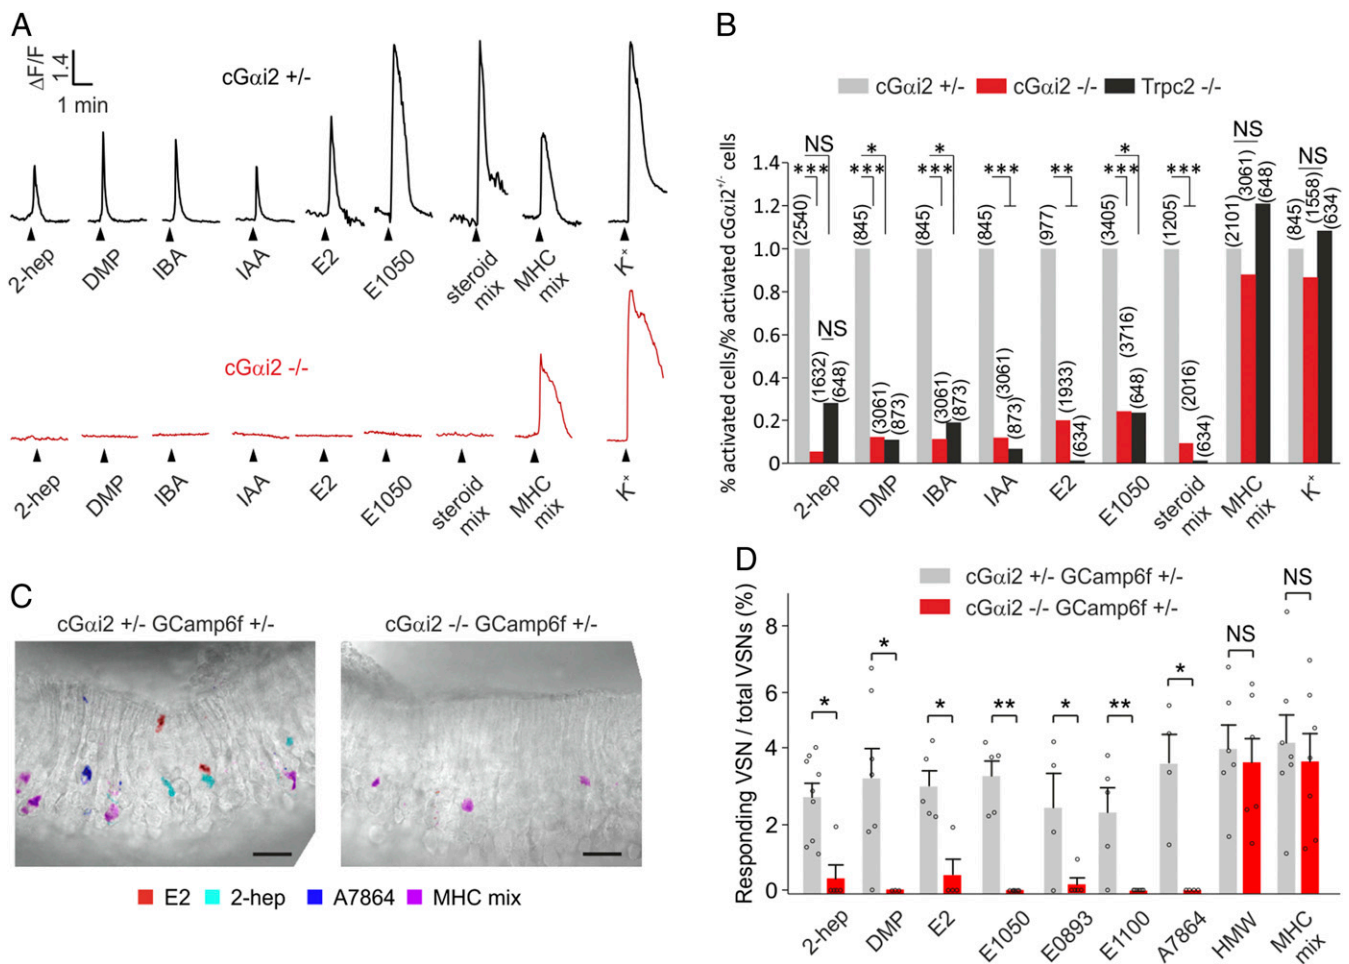 A
ΔF/F
1.4
1 min
cGαi2 +/-
2-hep
DMP
IBA
IAA
E2
E1050
steroid
mix
MHC
mix
K⁺
cGαi2 -/-
2-hep
DMP
IBA
IAA
E2
E1050
steroid
mix
MHC
mix
K⁺
B
cGαi2 +/- cGαi2 -/- Trpc2 -/-
% activated cells/% activated cGαi2+/- cells
1.4
1.2
1.0
0.8
0.6
0.4
0.2
0
NS
***
(2540)
NS
(1632)
(648)
*
***
(845)
(3061)
(873)
*
***
(845)
(3061)
(873)
***
(845)
(3061)
(873)
**
(977)
(1933)
(634)
*
***
(3405)
(3716)
(648)
***
(1205)
(2016)
(634)
NS
(2101)
(3061)
(648)
NS
(845)
(1558)
(634)
2-hep
DMP
IBA
IAA
E2
E1050
steroid
mix
MHC
mix
K⁺
C
cGαi2 +/- GCamp6f +/-
cGαi2 -/- GCamp6f +/-
E2 2-hep A7864 MHC mix
D
cGαi2 +/- GCamp6f +/-
cGαi2 -/- GCamp6f +/-
Responding VSN / total VSNs (%)
8
6
4
2
0
*
*
*
**
*
**
*
NS
NS
2-hep
DMP
E2
E1050
E0893
E1100
A7864
HMW
MHC
mix